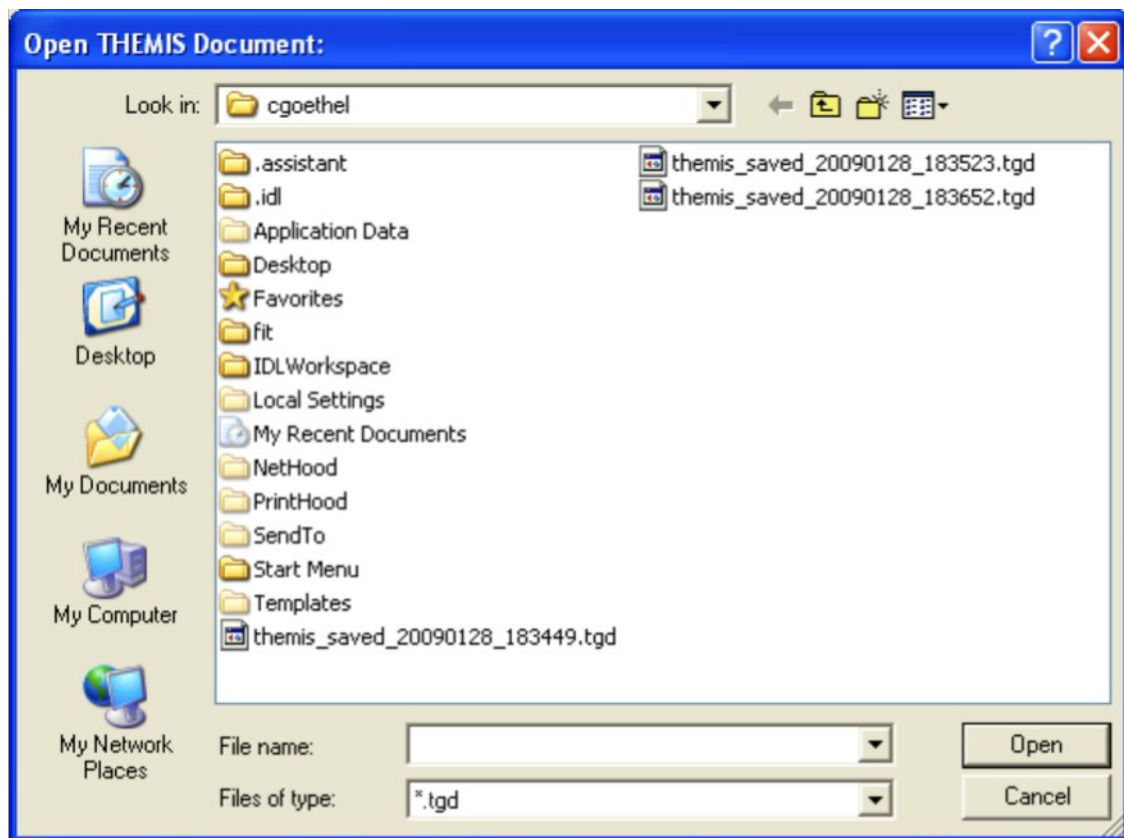 Open THEMIS Document:
Look in: cgoethel
My Recent
Documents
Desktop
My Documents
My Computer
My Network
Places
.assistant
.idl
Application Data
Desktop
Favorites
fit
IDLWorkspace
Local Settings
My Recent Documents
NetHood
PrintHood
SendTo
Start Menu
Templates
themis_saved_20090128_183449.tgd
themis_saved_20090128_183523.tgd
themis_saved_20090128_183652.tgd
File name:
Open
Files of type: *.tgd
Cancel